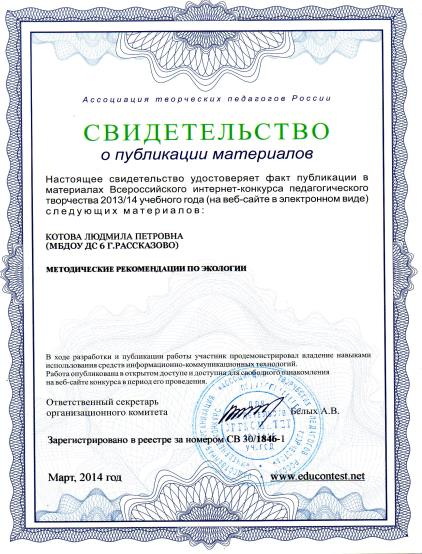 Ассоциация творческих педагогов России
СВИДЕТЕЛЬСТВО
о публикации материалов
Настоящее свидетельство удостоверяет факт публикации в
материалах Всероссийского интернет-конкурса педагогического
творчества 2013/14 учебного года (на веб-сайте в электронном виде)
следующих материалов:
КОТОВА ЛЮДМИЛА ПЕТРОВНА
(МБДОУ ДС 6 Г.РАССКАЗОВО)
МЕТОДИЧЕСКИЕ РЕКОМЕНДАЦИИ ПО ЭКОЛОГИИ
В ходе разработки и публикации работы участник продемонстрировал владение навыками
использования средств информационно-коммуникационных технологий.
Работа опубликована в открытом доступе и доступна для свободного ознакомления
на веб-сайте конкурса в период его проведения.
Ответственный секретарь
организационного комитета
Белых А.В.
Зарегистрировано в реестре за номером СВ 30/1846-1
Март, 2014 год
www.educontest.net